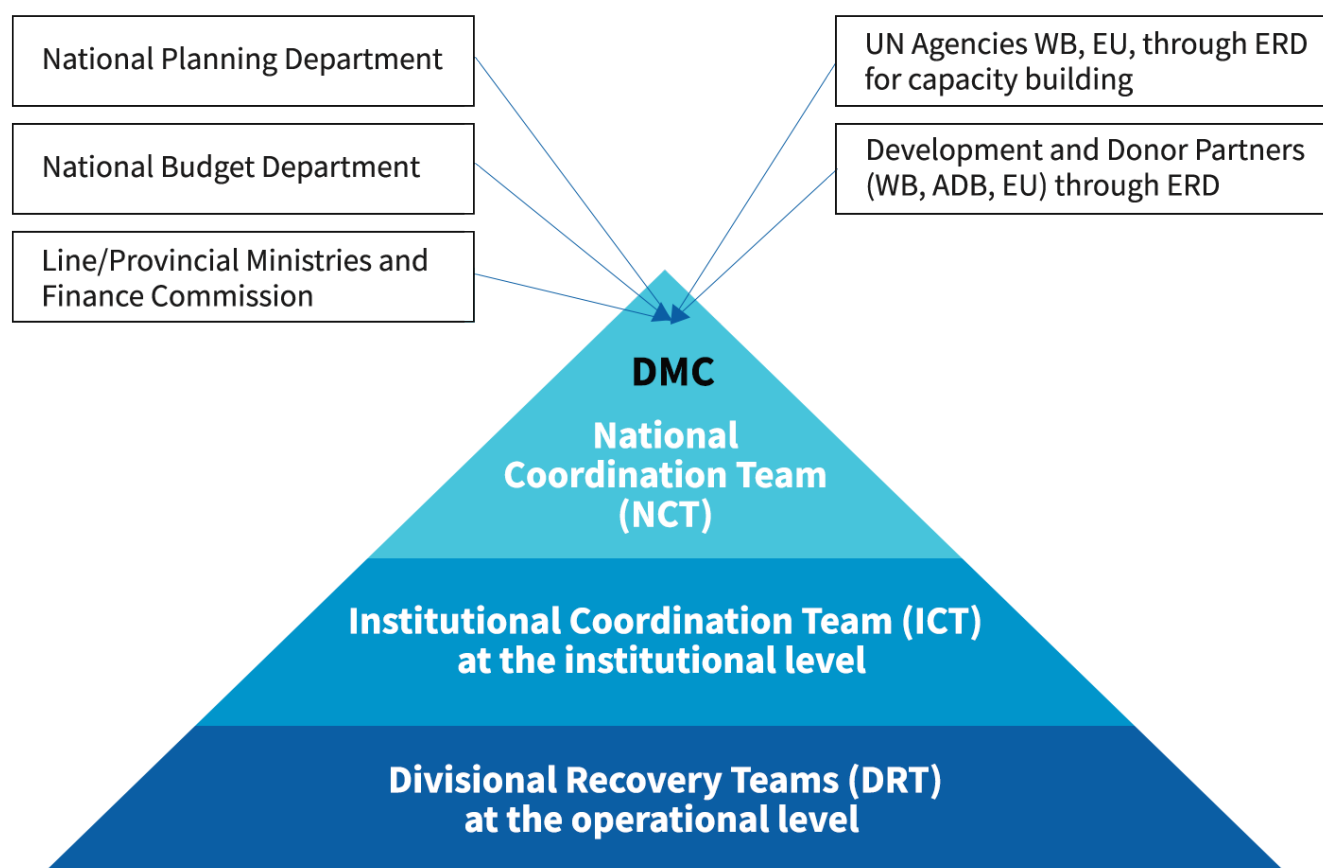 National Planning Department
National Budget Department
Line/Provincial Ministries and
Finance Commission
UN Agencies WB, EU, through ERD
for capacity building
Development and Donor Partners
(WB, ADB, EU) through ERD
DMC
National
Coordination Team
(NCT)
Institutional Coordination Team (ICT)
at the institutional level
Divisional Recovery Teams (DRT)
at the operational level